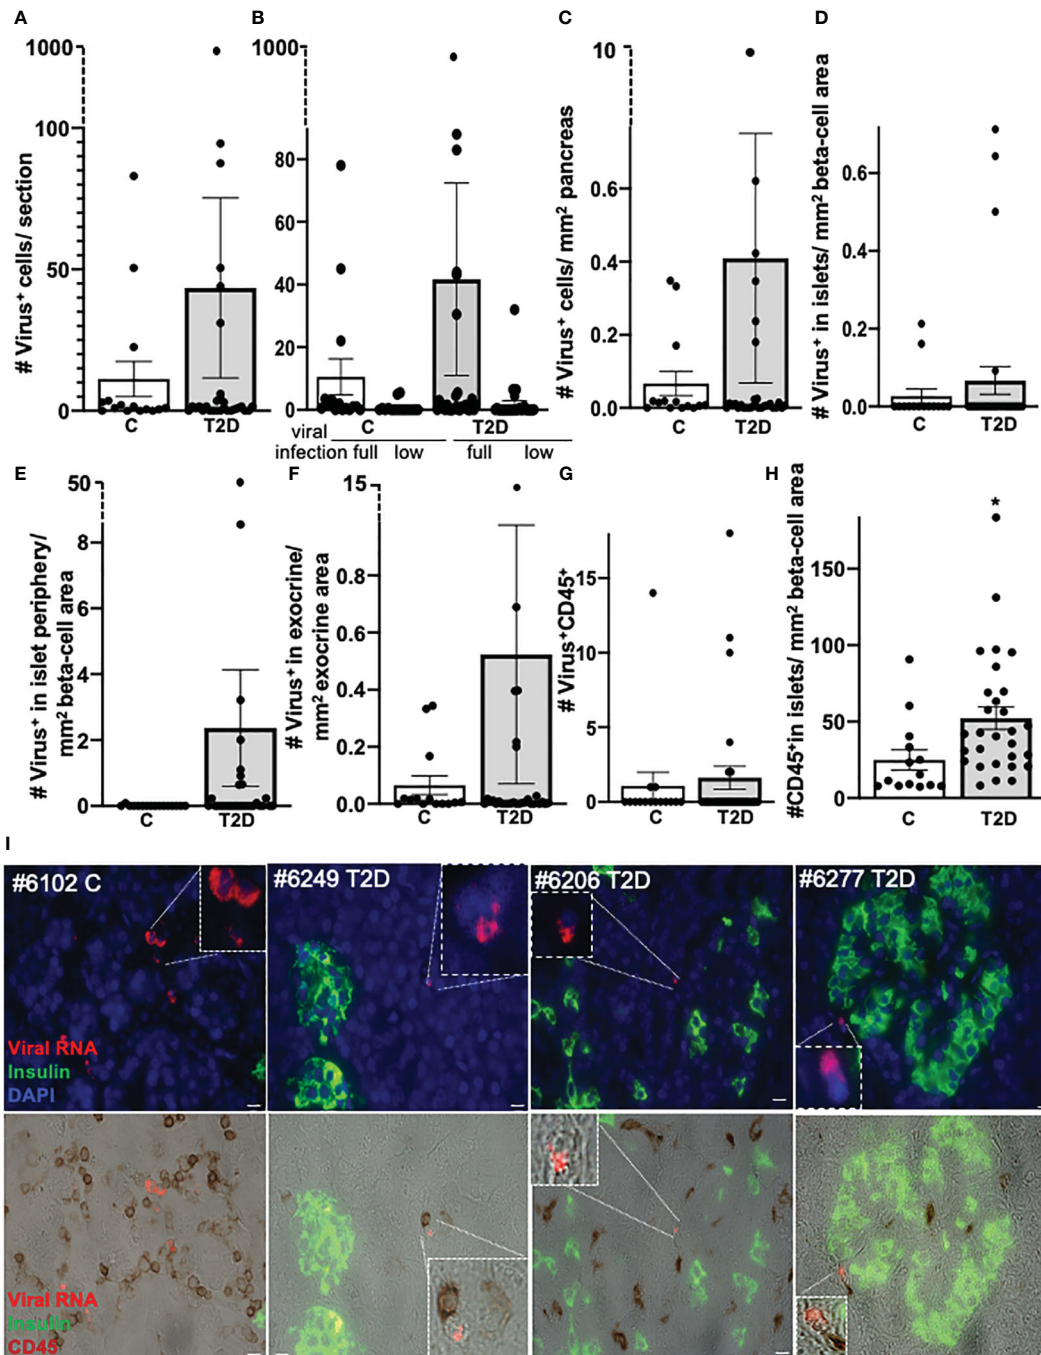 A
B
C
D
# Virus⁺ cells/ section
1000
100
50
0
C
T2D
1000
80
60
40
20
0
C
T2D
viral
infection full low full low
# Virus⁺ cells/ mm² pancreas
10
0.6
0.4
0.2
0.0
C
T2D
# Virus⁺ in islets/ mm² beta-cell area
0.6
0.4
0.2
0.0
C
T2D
E
F
G
H
# Virus⁺ in islet periphery/
mm² beta-cell area
50
8
6
4
2
0
C
T2D
# Virus⁺ in exocrine/
mm² exocrine area
15
0.8
0.6
0.4
0.2
0.0
C
T2D
# Virus⁺CD45⁺
15
10
5
0
C
T2D
#CD45⁺in islets/ mm² beta-cell area
150
100
50
0
*
C
T2D
I
#6102 C
#6249 T2D
#6206 T2D
#6277 T2D
Viral RNA
Insulin
DAPI
Viral RNA
Insulin
CD45